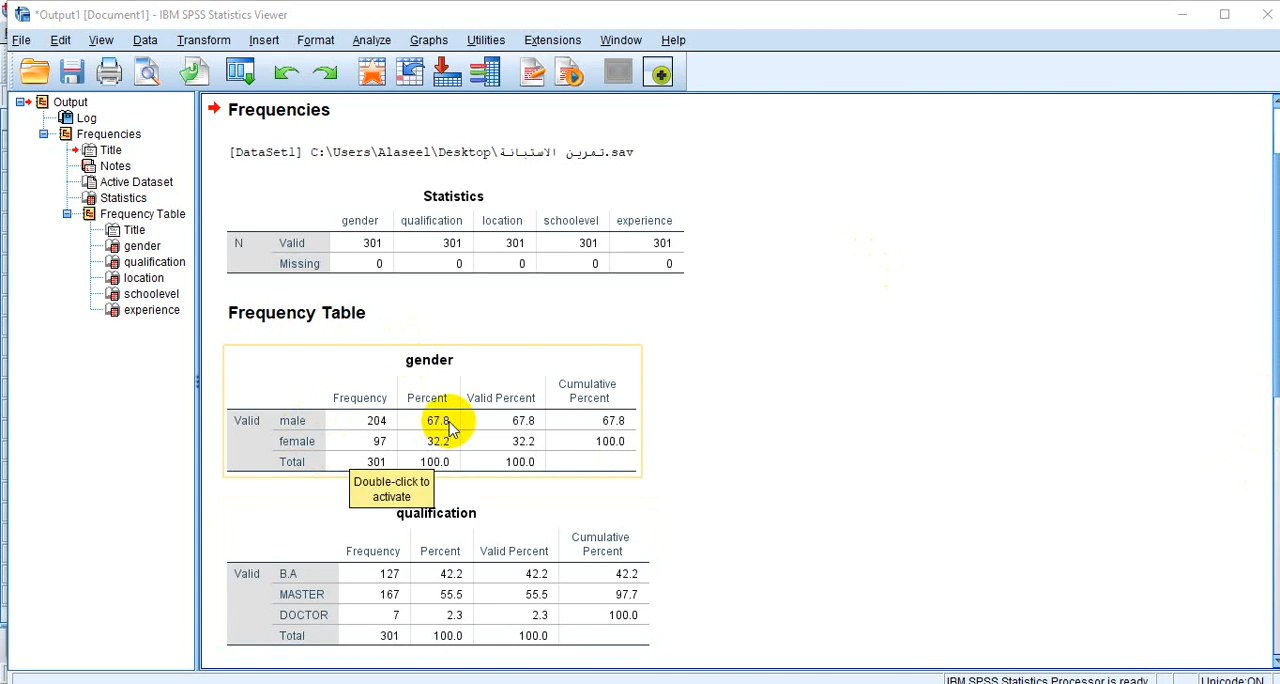 *Output1 [Document1] - IBM SPSS Statistics Viewer
File Edit View Data Transform Insert Format Analyze Graphs Utilities Extensions Window Help
Output
Log
Frequencies
Title
Notes
Active Dataset
Statistics
Frequency Table
Title
gender
qualification
location
schoolevel
experience
Frequencies
[DataSet1] C:\Users\Alaseel\Desktop\تمرين الاستبانة.sav
Statistics
gender qualification location schoolevel experience
N Valid 301 301 301 301 301
Missing 0 0 0 0 0
Frequency Table
gender
Frequency Percent Valid Percent Cumulative Percent
Valid male 204 67.8 67.8 67.8
female 97 32.2 32.2 100.0
Total 301 100.0 100.0
Double-click to
activate
qualification
Frequency Percent Valid Percent Cumulative Percent
Valid B.A 127 42.2 42.2 42.2
MASTER 167 55.5 55.5 97.7
DOCTOR 7 2.3 2.3 100.0
Total 301 100.0 100.0
IBM SPSS Statistics Processor is ready Unicode:ON